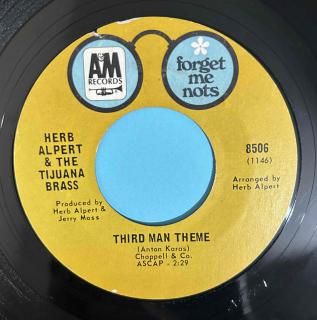 AM
RECORDS
forget
me
nots
HERB
ALPERT
& THE
TIJUANA
BRASS
8506
(1146)
Produced by
Herb Alpert &
Jerry Moss
Arranged by
Herb Alpert
THIRD MAN THEME
(Anton Karas)
Chappell & Co.
ASCAP - 2:29